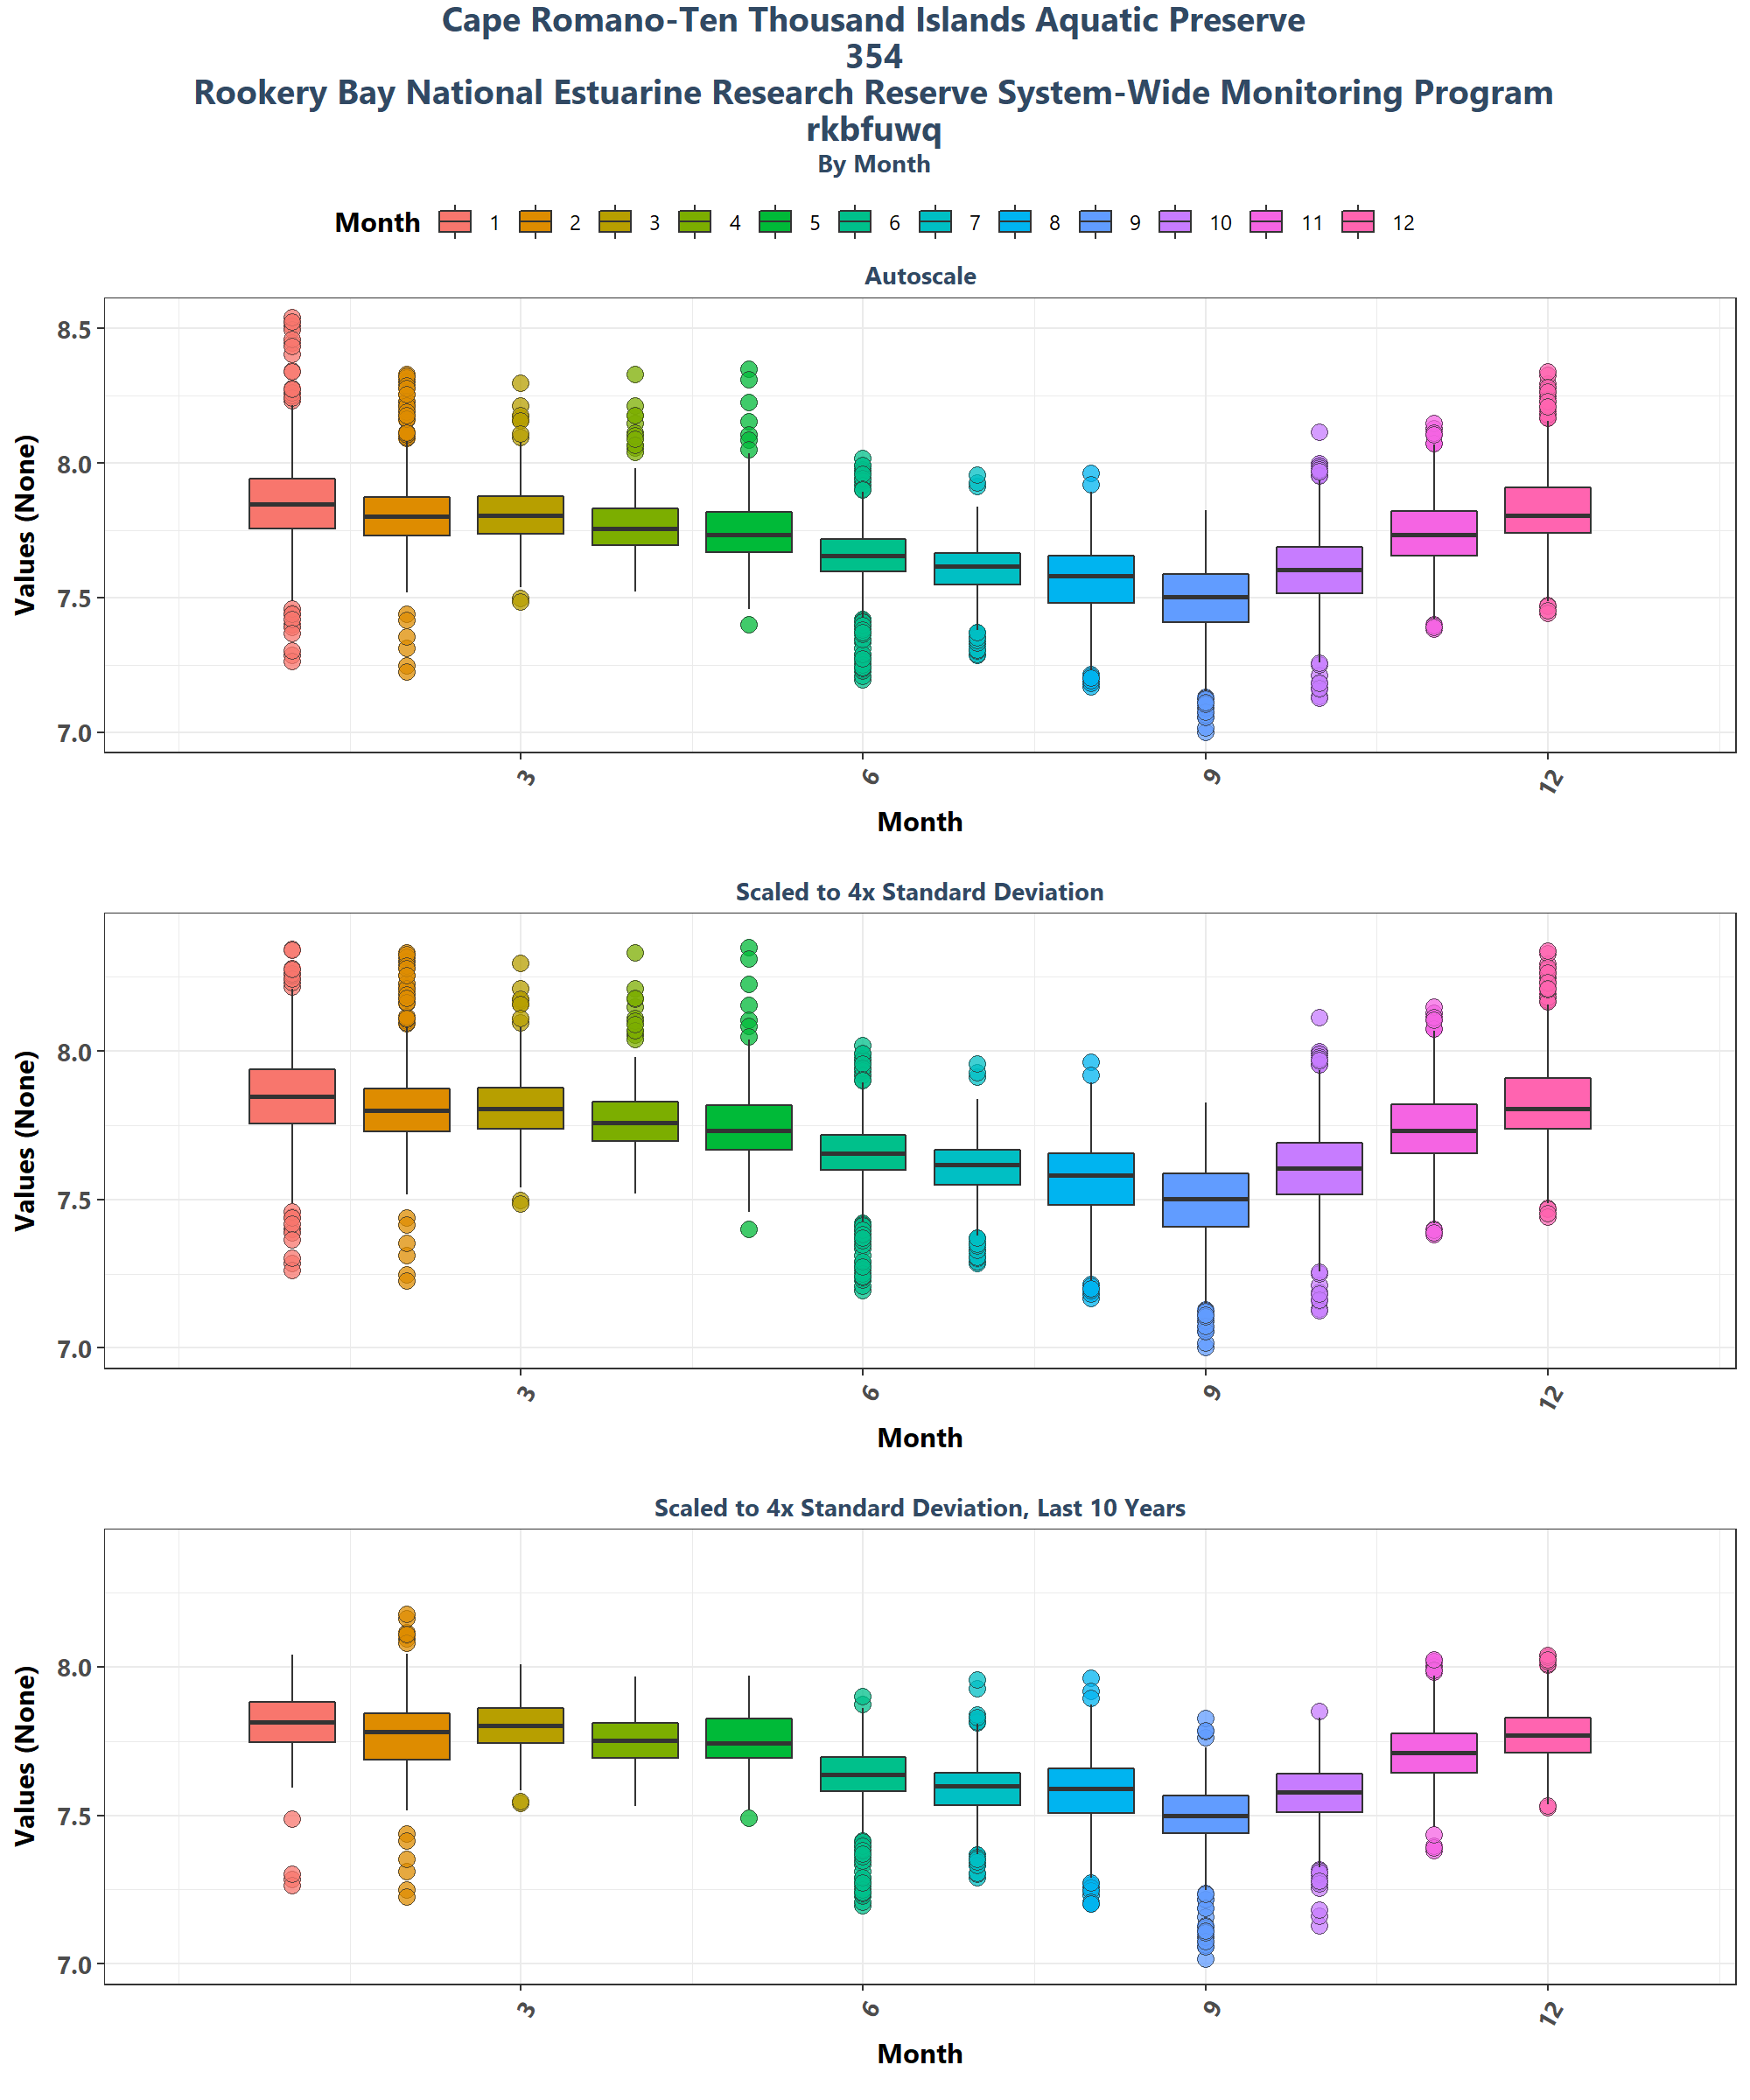 Cape Romano-Ten Thousand Islands Aquatic Preserve
354
Rookery Bay National Estuarine Research Reserve System-Wide Monitoring Program
rkbfuwq
By Month
Month 1 2 3 4 5 6 7 8 9 10 11 12
Autoscale
Values (None)
8.5
8.0
7.5
7.0
3 6 9 12
Month
Scaled to 4x Standard Deviation
Values (None)
8.0
7.5
7.0
3 6 9 12
Month
Scaled to 4x Standard Deviation, Last 10 Years
Values (None)
8.0
7.5
7.0
3 6 9 12
Month